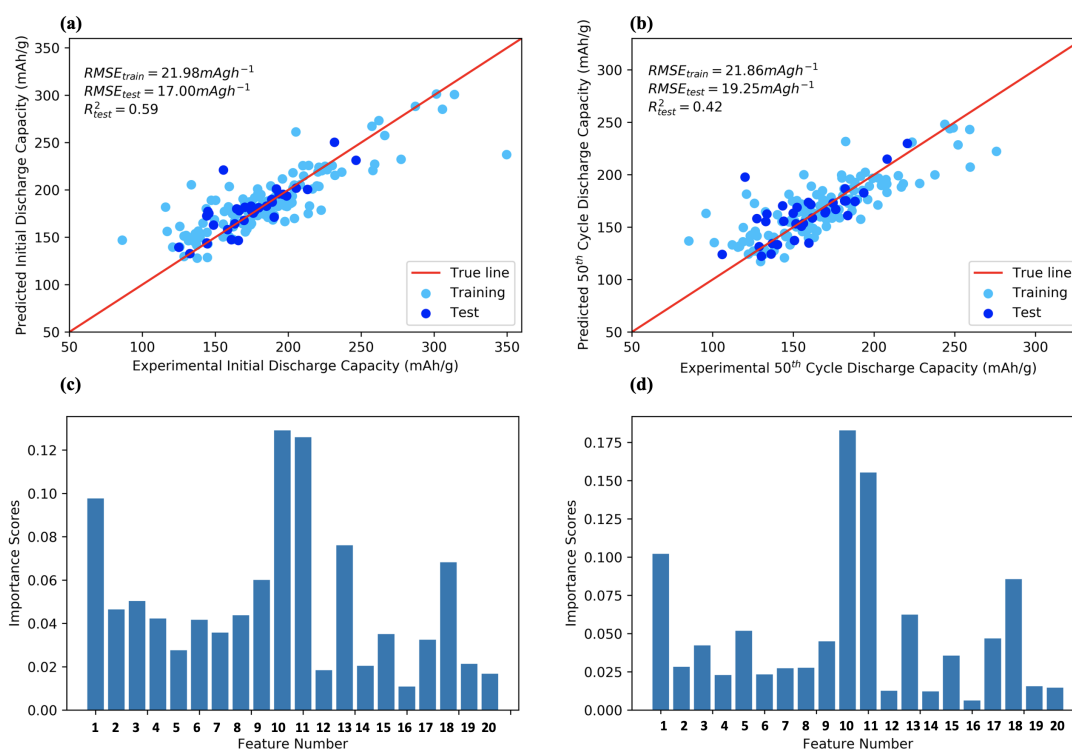 (a)
Predicted Initial Discharge Capacity (mAh/g)
350
300
250
200
150
100
50
RMSE_train = 21.98mAgh⁻¹
RMSE_test = 17.00mAgh⁻¹
R²_test = 0.59
True line
Training
Test
50 100 150 200 250 300 350
Experimental Initial Discharge Capacity (mAh/g)
(b)
Predicted 50th Cycle Discharge Capacity (mAh/g)
300
250
200
150
100
50
RMSE_train = 21.86mAgh⁻¹
RMSE_test = 19.25mAgh⁻¹
R²_test = 0.42
True line
Training
Test
50 100 150 200 250 300
Experimental 50th Cycle Discharge Capacity (mAh/g)
(c)
Importance Scores
0.12
0.10
0.08
0.06
0.04
0.02
0.00
1 2 3 4 5 6 7 8 9 10 11 12 13 14 15 16 17 18 19 20
Feature Number
(d)
Importance Scores
0.175
0.150
0.125
0.100
0.075
0.050
0.025
0.000
1 2 3 4 5 6 7 8 9 10 11 12 13 14 15 16 17 18 19 20
Feature Number